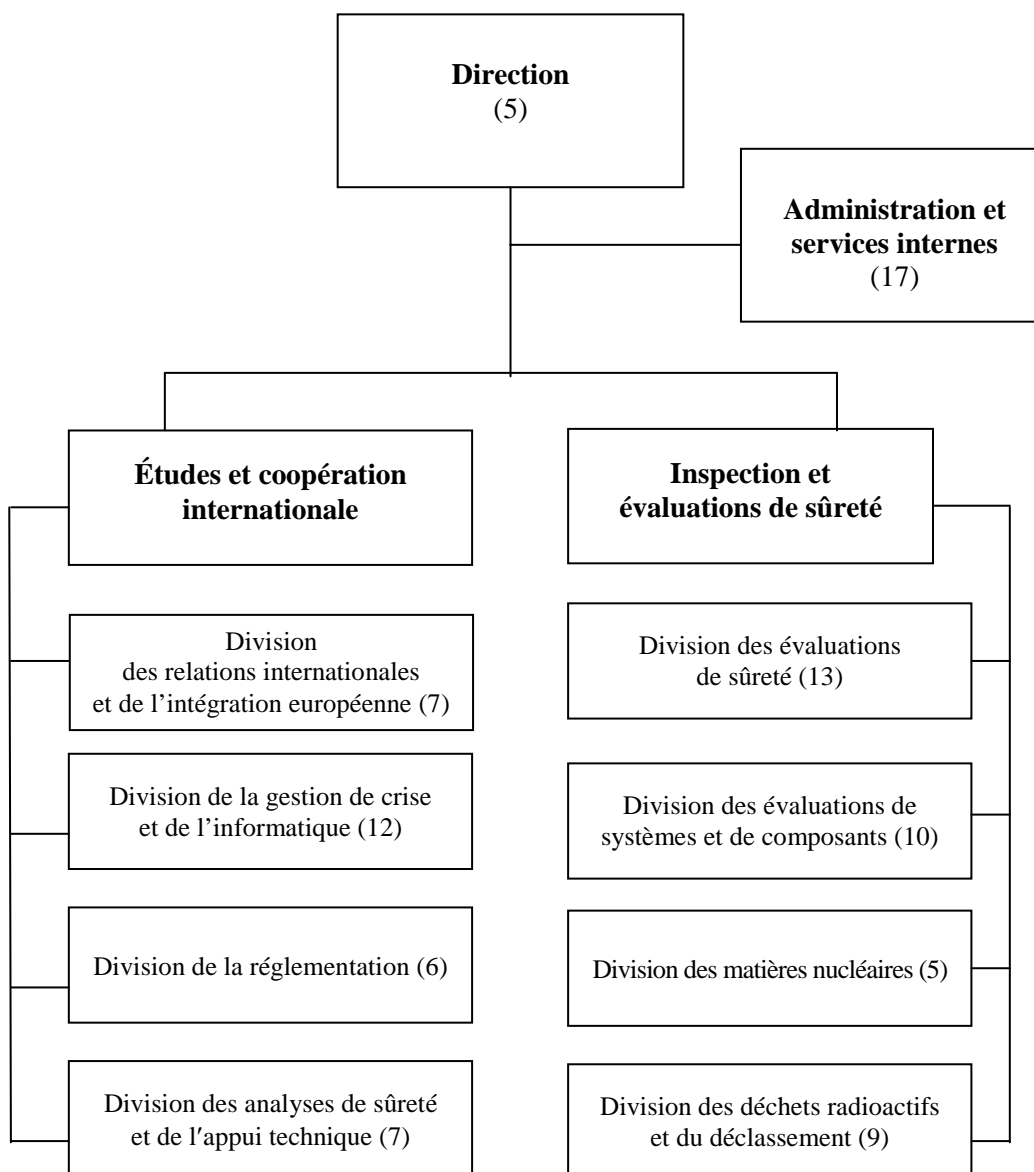 Direction
(5)
Administration et
services internes
(17)
Études et coopération
internationale
Inspection et
évaluations de sûreté
Division
des relations internationales
et de l’intégration européenne (7)
Division des évaluations
de sûreté (13)
Division de la gestion de crise
et de l’informatique (12)
Division des évaluations de
systèmes et de composants (10)
Division de la réglementation (6)
Division des matières nucléaires (5)
Division des analyses de sûreté
et de l'appui technique (7)
Division des déchets radioactifs
et du déclassement (9)